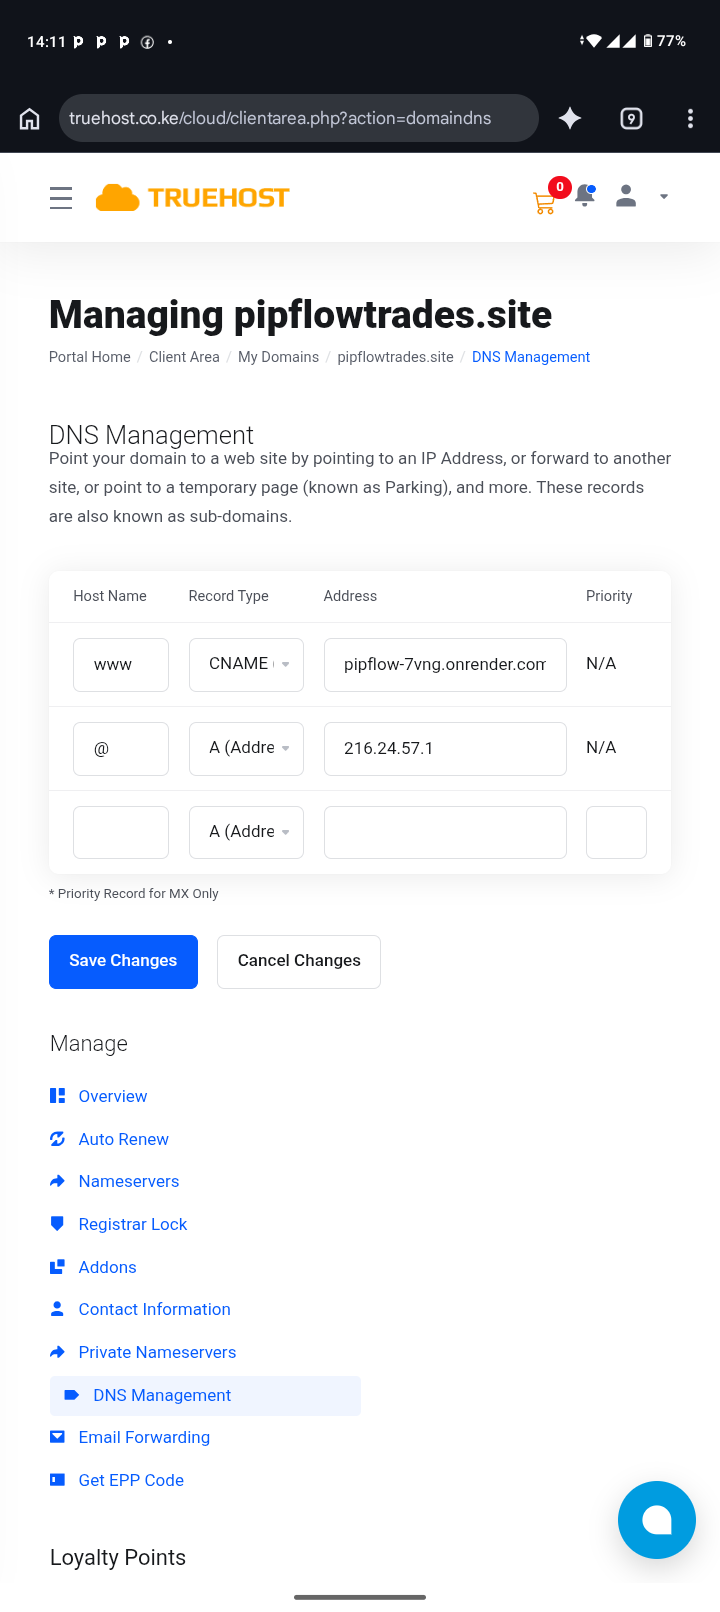 14:11
77%
truehost.co.ke/cloud/clientarea.php?action=domaindns
9
TRUEHOST
0
Managing pipflowtrades.site
Portal Home / Client Area / My Domains / pipflowtrades.site / DNS Management
DNS Management
Point your domain to a web site by pointing to an IP Address, or forward to another
site, or point to a temporary page (known as Parking), and more. These records
are also known as sub-domains.
Host Name Record Type Address Priority
www CNAME ( pipflow-7vng.onrender.com N/A
@ A (Addre 216.24.57.1 N/A
A (Addre
* Priority Record for MX Only
Save Changes Cancel Changes
Manage
Overview
Auto Renew
Nameservers
Registrar Lock
Addons
Contact Information
Private Nameservers
DNS Management
Email Forwarding
Get EPP Code
Loyalty Points